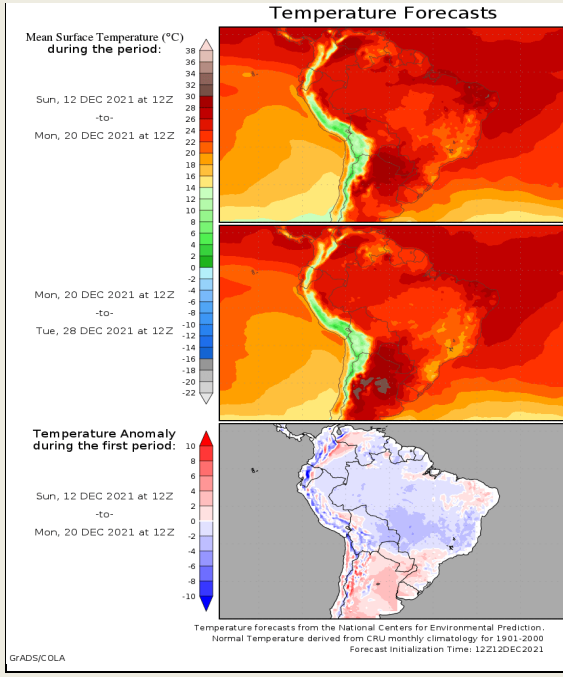 Temperature Forecasts
Mean Surface Temperature (°C)
during the period:
38
36
34
32
30
28
26
24
22
20
18
16
14
12
10
8
6
4
2
0
-2
-4
-6
-8
-10
-12
-14
-16
-18
-20
-22
Sun, 12 DEC 2021 at 12Z
-to-
Mon, 20 DEC 2021 at 12Z
Mon, 20 DEC 2021 at 12Z
-to-
Tue, 28 DEC 2021 at 12Z
Temperature Anomaly
during the first period:
10
8
6
4
2
0
-2
-4
-6
-8
-10
Sun, 12 DEC 2021 at 12Z
-to-
Mon, 20 DEC 2021 at 12Z
Temperature forecasts from the National Centers for Environmental Prediction.
Normal Temperature derived from CRU monthly climatology for 1901-2000
Forecast Initialization Time: 12Z12DEC2021
GrADS/COLA